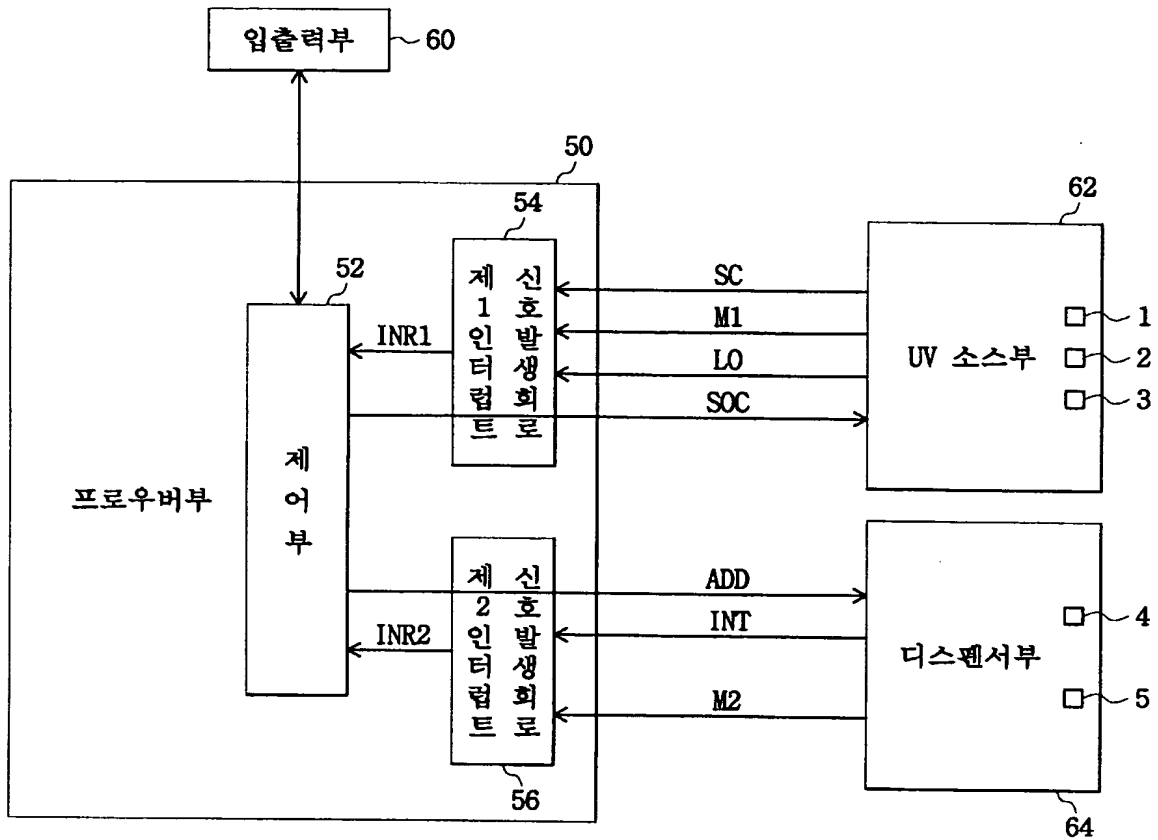 입출력부
60
50
54
62
52
제1인터럽트
신호발생회로
SC
M1
INR1
LO
SOC
UV 소스부
1
2
3
프로우버부
제어부
제2인터럽트
신호발생회로
ADD
INT
INR2
M2
디스펜서부
4
5
56
64